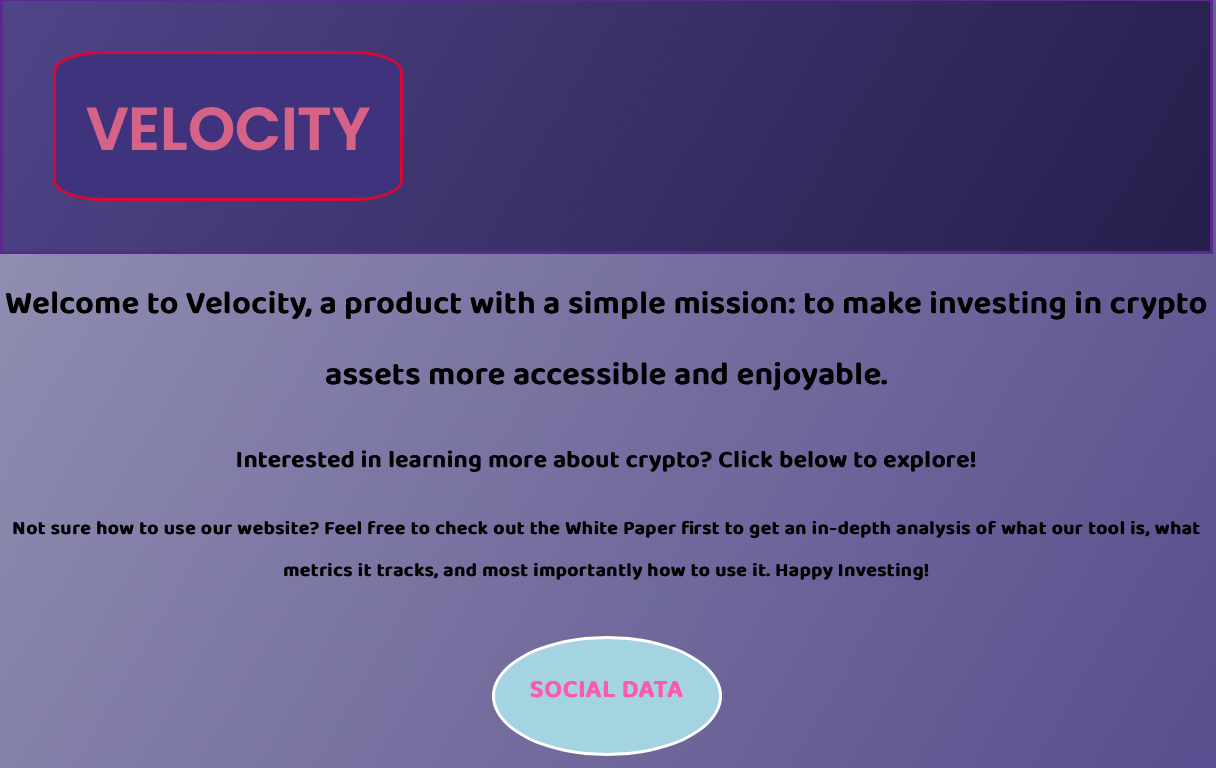 VELOCITY
Welcome to Velocity, a product with a simple mission: to make investing in crypto
assets more accessible and enjoyable.
Interested in learning more about crypto? Click below to explore!
Not sure how to use our website? Feel free to check out the White Paper first to get an in-depth analysis of what our tool is, what
metrics it tracks, and most importantly how to use it. Happy Investing!
SOCIAL DATA